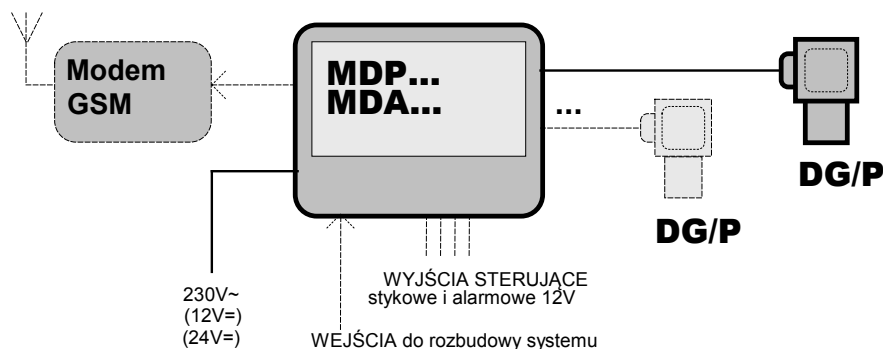 Modem
GSM
MDP...
MDA...
...
DG/P
DG/P
WYJŚCIA STERUJĄCE
stykowe i alarmowe 12V
230V~
(12V=)
(24V=)
WEJŚCIA do rozbudowy systemu